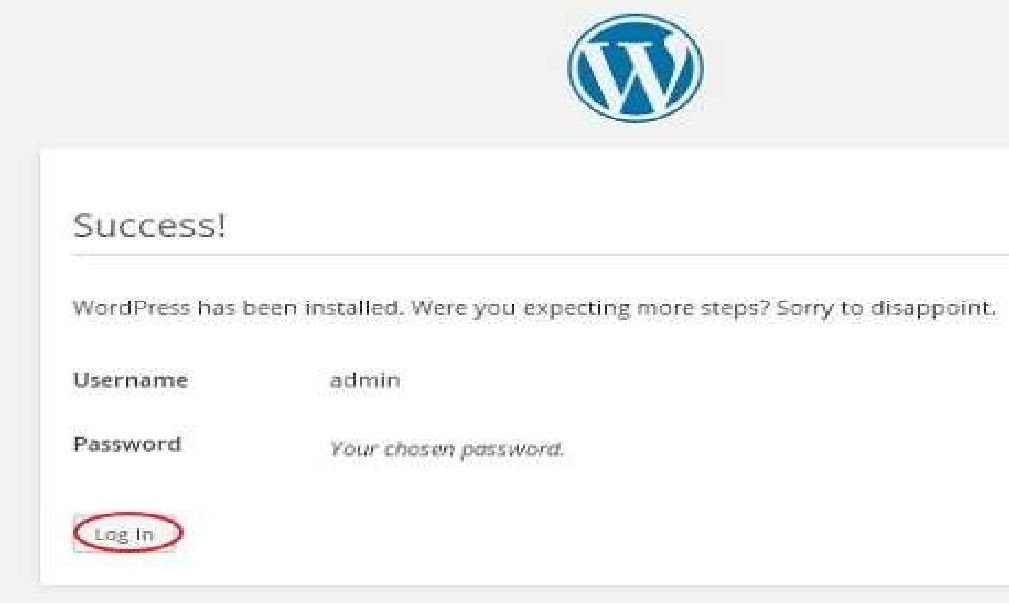 Success!
WordPress has been installed. Were you expecting more steps? Sorry to disappoint.
Username admin
Password Your chosen password.
Log In